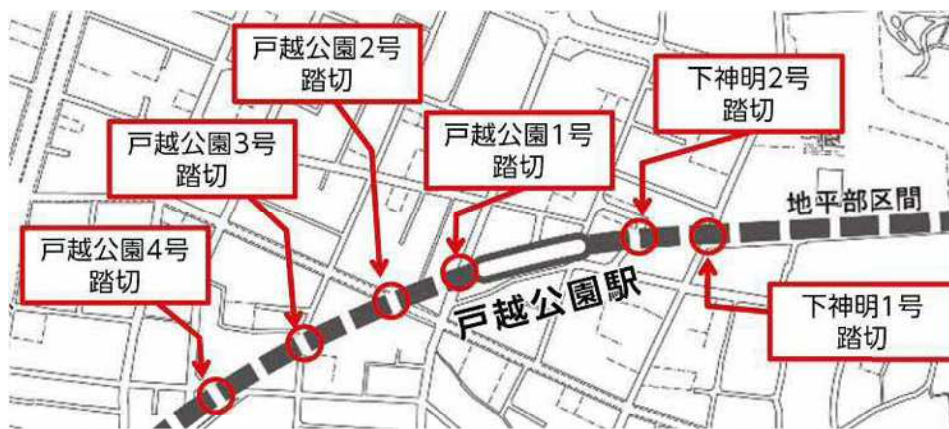 戸越公園2号
踏切
下神明2号
踏切
戸越公園1号
踏切
戸越公園3号
踏切
地平部区間
戸越公園4号
踏切
戸越公園駅
下神明1号
踏切